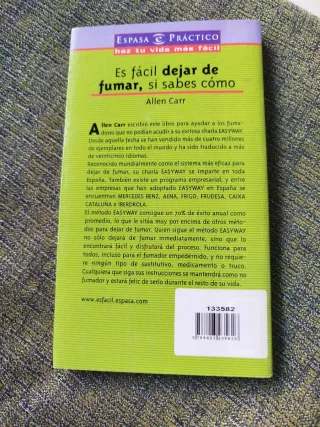 ESPASA e PRÁCTICO
haz tu vida más fácil
Es fácil dejar de
fumar, si sabes cómo
Allen Carr
Allen Carr escribió este libro para ayudar a los fuma-
dores que no podían acudir a su exitosa charla EASYWAY.
Desde aquella fecha se han vendido más de cuatro millones
de ejemplares en todo el mundo y ha sido traducido a más
de veinticinco idiomas.
Reconocido mundialmente como el sistema más eficaz para
dejar de fumar, su charla EASYWAY se imparte en toda
España. También existe un programa empresarial, y entre
las empresas que han adoptado EASYWAY en España se
encuentran MERCEDES-BENZ, AENA, FRIGO, FRUDESA, CAIXA
CATALUÑA e IBERDROLA.
El método EASYWAY consigue un 70% de éxito anual como
promedio, lo que le sitúa muy por encima de otros méto-
dos para dejar de fumar. Quien sigue el método EASYWAY
no sólo dejará de fumar inmediatamente, sino que lo
encontrará fácil y disfrutará del proceso: funciona para
todos, incluso para el fumador empedernido, y no requie-
re ningún tipo de sustitutivo, medicamento o truco.
Cualquiera que siga sus instrucciones se mantendrá como no
fumador y estará feliz de serlo durante el resto de su vida.
www.esfacil.espasa.com
133582